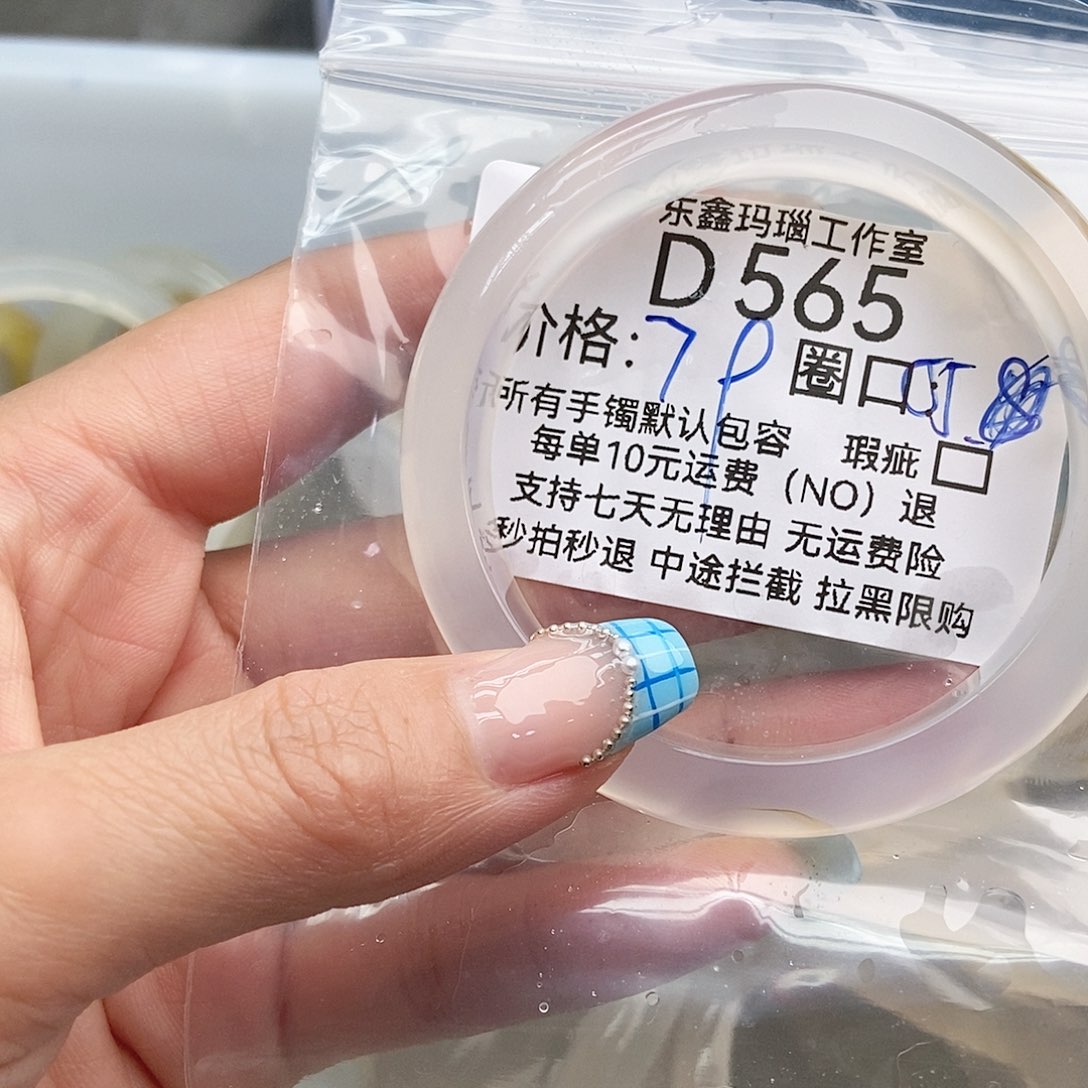 东鑫玛瑙工作室
D565
价格: 圈口:
所有手镯默认包容 瑕疵
每单10元运费（NO）退
支持七天无理由 无运费险
秒拍秒退 中途拦截 拉黑限购